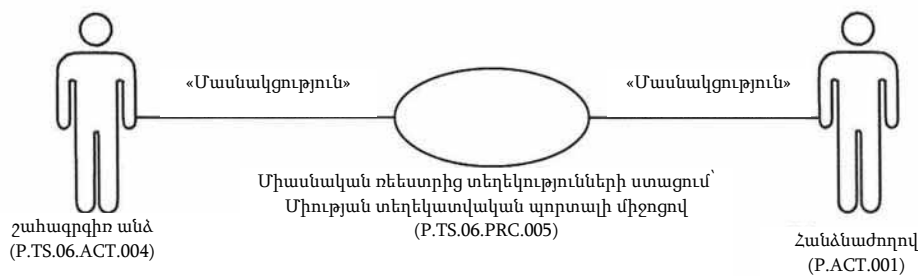 «Մասնակցություն»
«Մասնակցություն»
Միասնական ռեեստրից տեղեկությունների ստացում՝
Միության տեղեկատվական պորտալի միջոցով
(P.TS.06.PRC.005)
շահագրգիռ անձ
(P.TS.06.ACT.004)
Հանձնաժողով
(P.ACT.001)